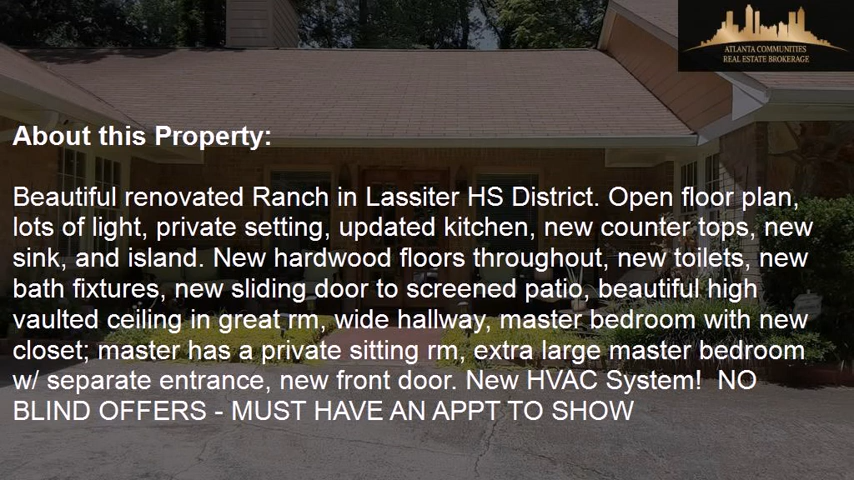 ATLANTA COMMUNITIES
REAL ESTATE BROKERAGE
About this Property:
Beautiful renovated Ranch in Lassiter HS District. Open floor plan,
lots of light, private setting, updated kitchen, new counter tops, new
sink, and island. New hardwood floors throughout, new toilets, new
bath fixtures, new sliding door to screened patio, beautiful high
vaulted ceiling in great rm, wide hallway, master bedroom with new
closet; master has a private sitting rm, extra large master bedroom
w/ separate entrance, new front door. New HVAC System!  NO
BLIND OFFERS - MUST HAVE AN APPT TO SHOW